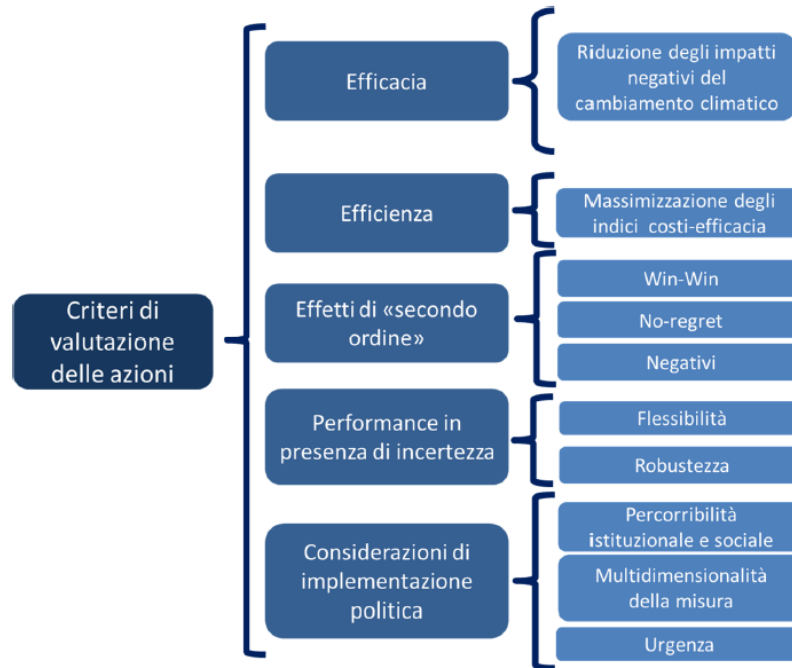 Criteri di
valutazione
delle azioni
Efficacia
Riduzione degli impatti
negativi del
cambiamento climatico
Efficienza
Massimizzazione degli
indici costi-efficacia
Effetti di «secondo
ordine»
Win-Win
No-regret
Negativi
Performance in
presenza di incertezza
Flessibilità
Robustezza
Considerazioni di
implementazione
politica
Percorribilità
istituzionale e sociale
Multidimensionalità
della misura
Urgenza